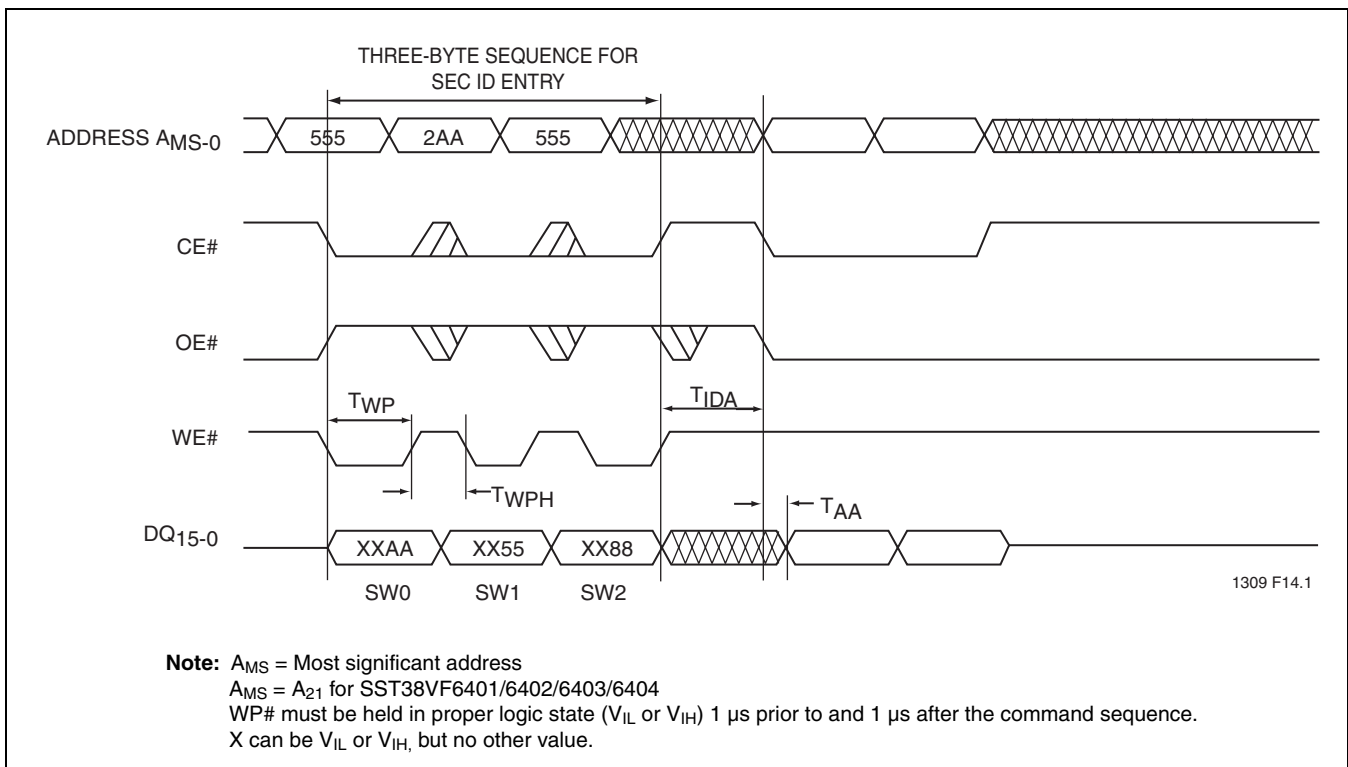 THREE-BYTE SEQUENCE FOR
SEC ID ENTRY
ADDRESS AMS-0
555
2AA
555
CE#
OE#
TWP
TIDA
WE#
TWPH
TAA
DQ15-0
XXAA
XX55
XX88
SW0
SW1
SW2
1309 F14.1
Note: AMS = Most significant address
AMS = A21 for SST38VF6401/6402/6403/6404
WP# must be held in proper logic state (VIL or VIH) 1 µs prior to and 1 µs after the command sequence.
X can be VIL or VIH, but no other value.